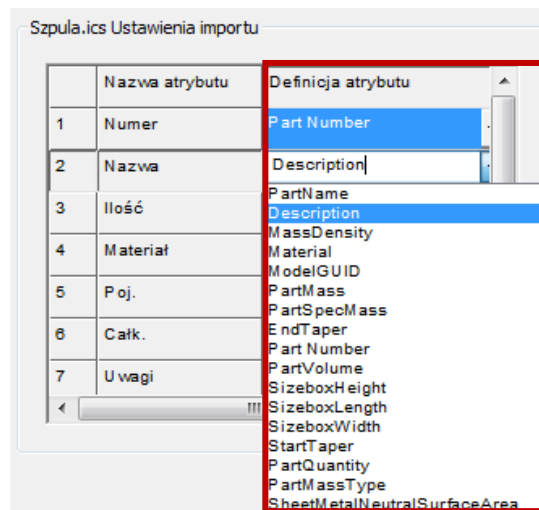 Szpula.ics Ustawienia importu
Nazwa atrybutu Definicja atrybutu
1 Numer Part Number
2 Nazwa Description
3 Ilość
4 Materiał
5 Poj.
6 Całk.
7 Uwagi
PartName
Description
MassDensity
Material
ModelGUID
PartMass
PartSpecMass
EndTaper
Part Number
PartVolume
SizeboxHeight
SizeboxLength
SizeboxWidth
StartTaper
PartQuantity
PartMassType
SheetMetalNeutralSurfaceArea